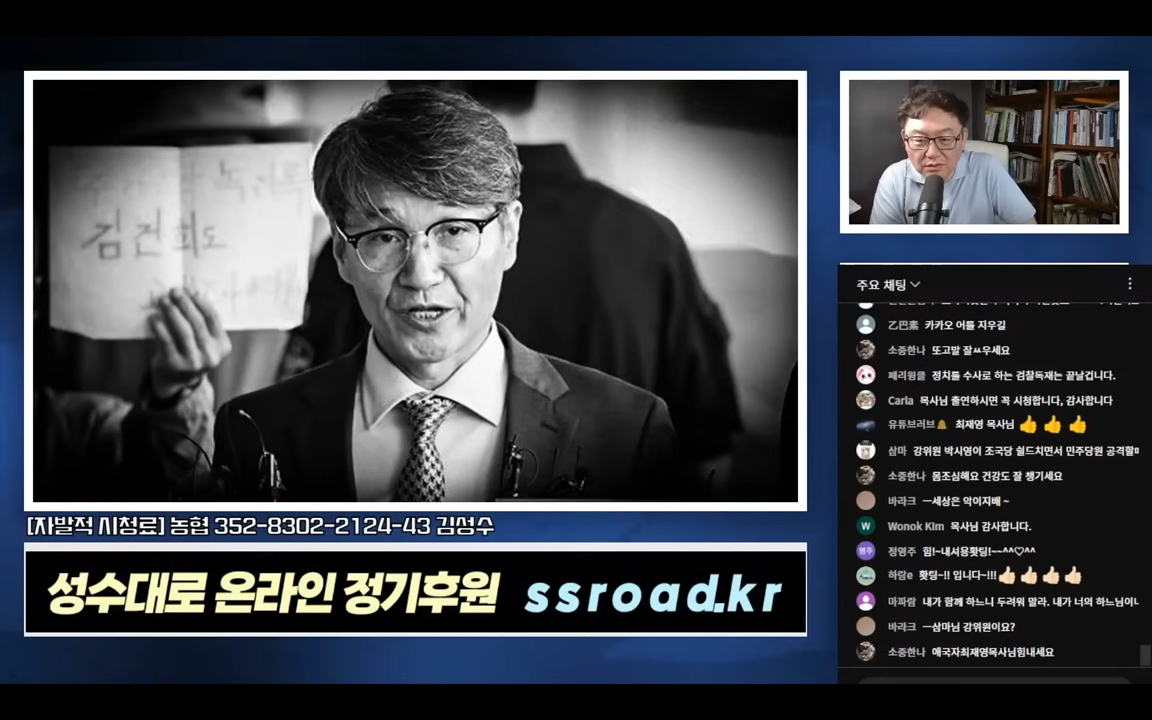 김건희도
[자발적 시청료] 농협 352-8302-2124-43 김성수
성수대로 온라인 정기후원 ssroad.kr
주요 채팅
乙巴素 카카오 어플 지우길
소중한나 또고발 잘ㅆ우세요
페리윙클 정치를 수사로 하는 검찰독재는 끝날겁니다.
Carla 목사님 출연하시면 꼭 시청합니다, 감사합니다
유튜브러브🔔 최재영 목사님 👍👍👍
삼마 강위원 박시영이 조국당 쉴드치면서 민주당원 공격할
소중한나 몸조심해요 건강도 잘 챙기세요
바라크 ㅡ세상은 악이지배 ~
W Wonok Kim 목사님 감사합니다.
영주 정영주 힘!~내셔용홧팅!~~^^♡^^
하람e 홧팅~!! 입니다~!!!👍🏻👍🏻👍🏻👍🏻
마파람 내가 함께 하느니 두려워 말라. 내가 너의 하느님이니
바라크 ㅡ삼마님 강위원이요?
소중한나 애국자최재영목사님힘내세요